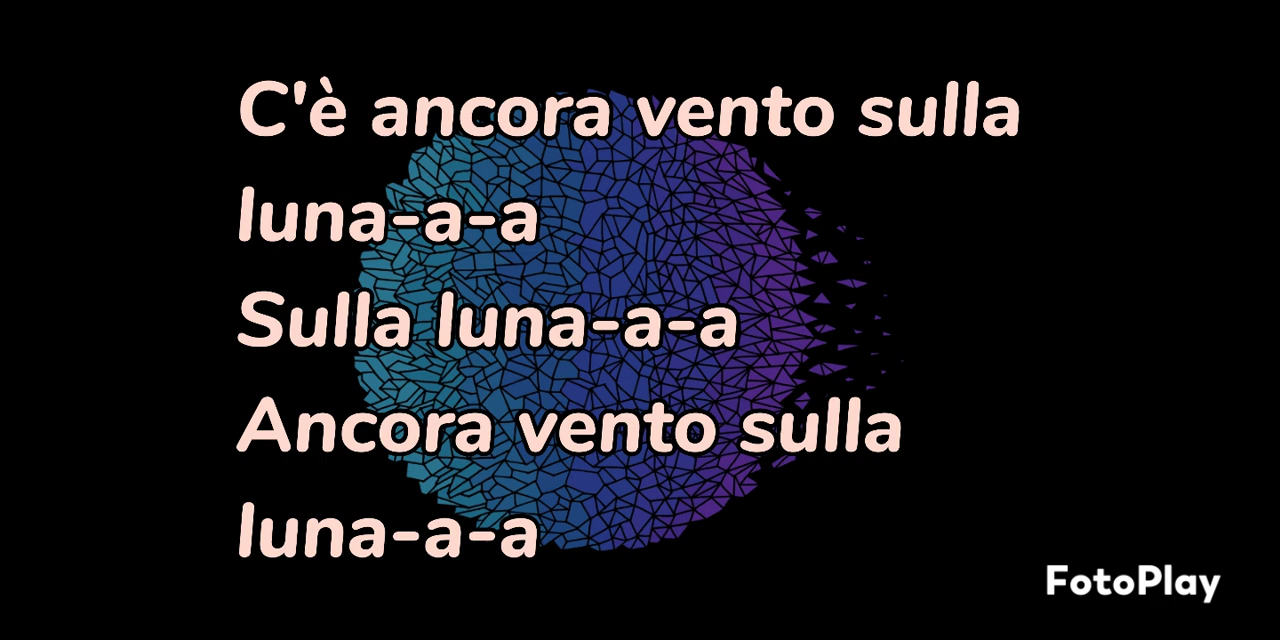 C'è ancora vento sulla
luna-a-a
Sulla luna-a-a
Ancora vento sulla
luna-a-a
FotoPlay